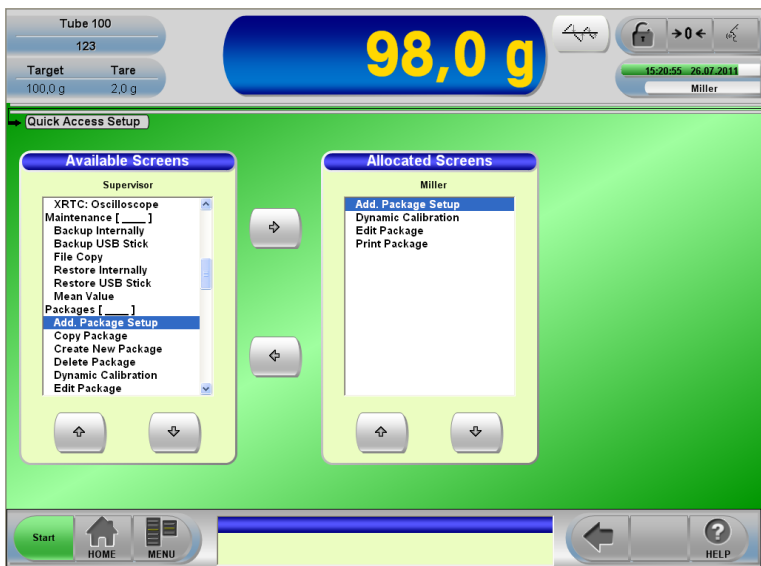 Tube 100
123
Target Tare
100,0 g 2,0 g
98,0 g
→0←
15:20:55 26.07.2011
Miller
Quick Access Setup
Available Screens
Supervisor
XRTC: Oscilloscope
Maintenance [ ____ ]
Backup Internally
Backup USB Stick
File Copy
Restore Internally
Restore USB Stick
Mean Value
Packages [ ____ ]
Add. Package Setup
Copy Package
Create New Package
Delete Package
Dynamic Calibration
Edit Package
Allocated Screens
Miller
Add. Package Setup
Dynamic Calibration
Edit Package
Print Package
Start
HOME
MENU
HELP